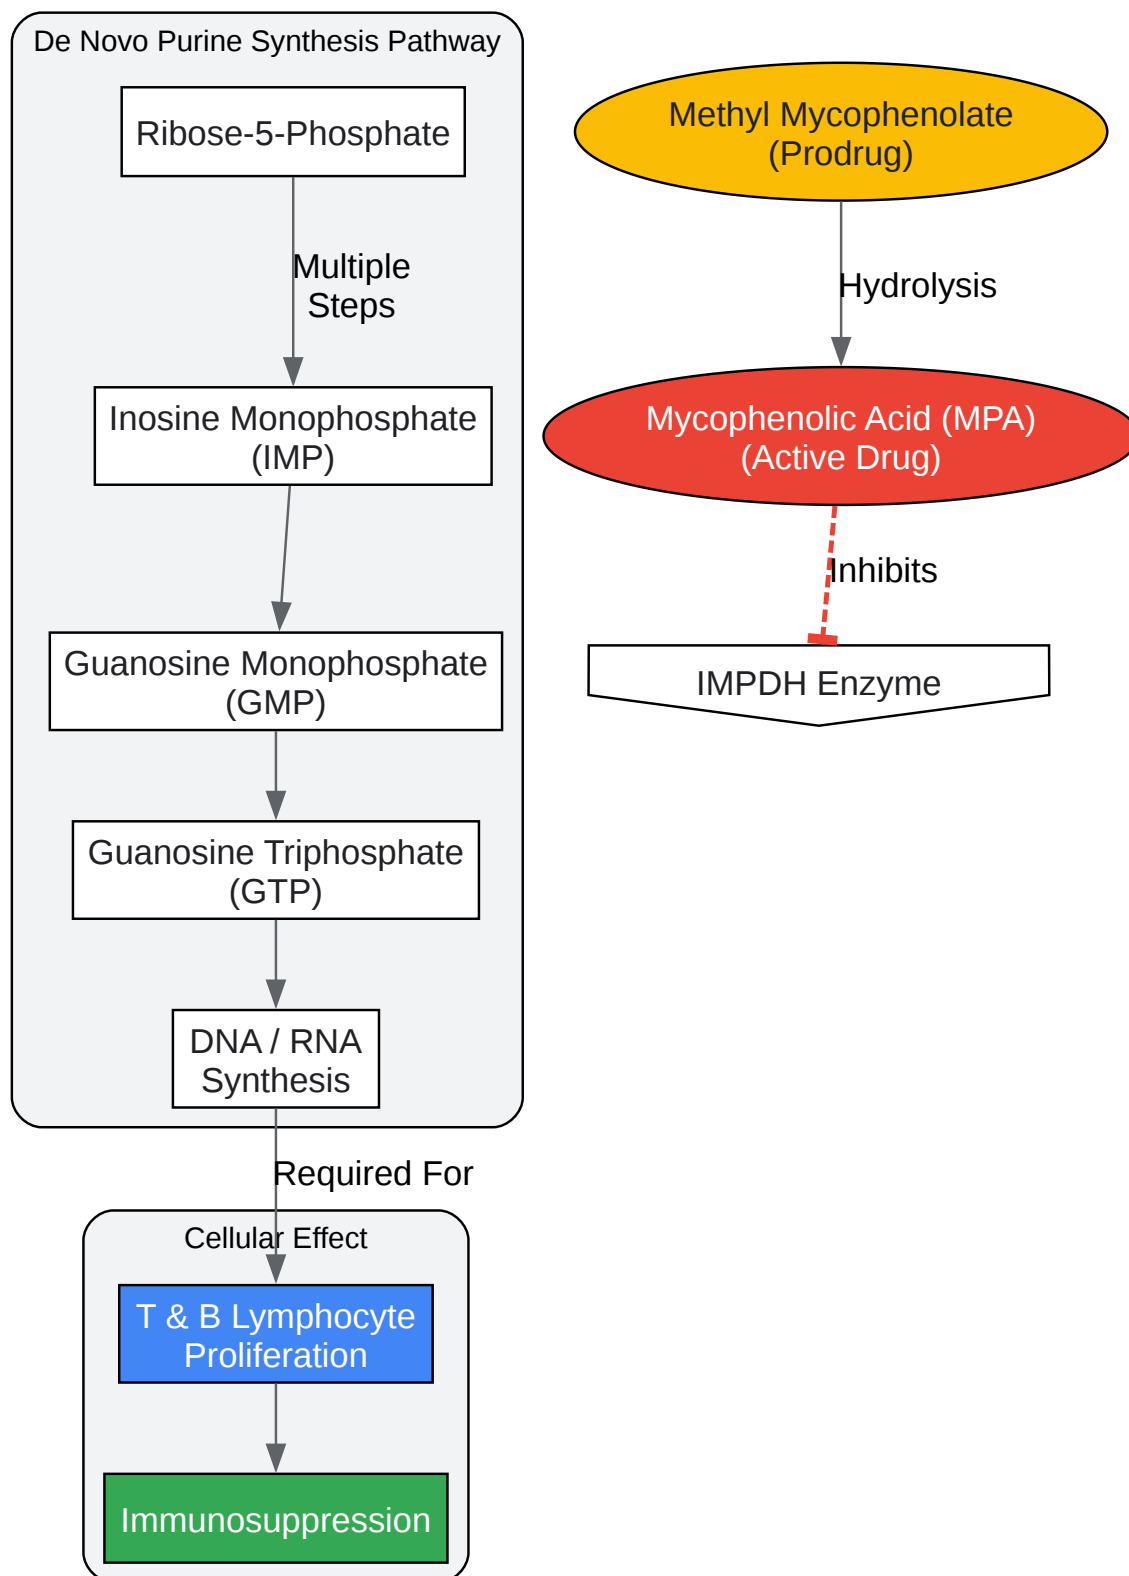 De Novo Purine Synthesis Pathway
Ribose-5-Phosphate
Multiple
Steps
Inosine Monophosphate
(IMP)
Guanosine Monophosphate
(GMP)
Guanosine Triphosphate
(GTP)
DNA / RNA
Synthesis
Required For
Cellular Effect
T & B Lymphocyte
Proliferation
Immunosuppression
Methyl Mycophenolate
(Prodrug)
Hydrolysis
Mycophenolic Acid (MPA)
(Active Drug)
Inhibits
IMPDH Enzyme